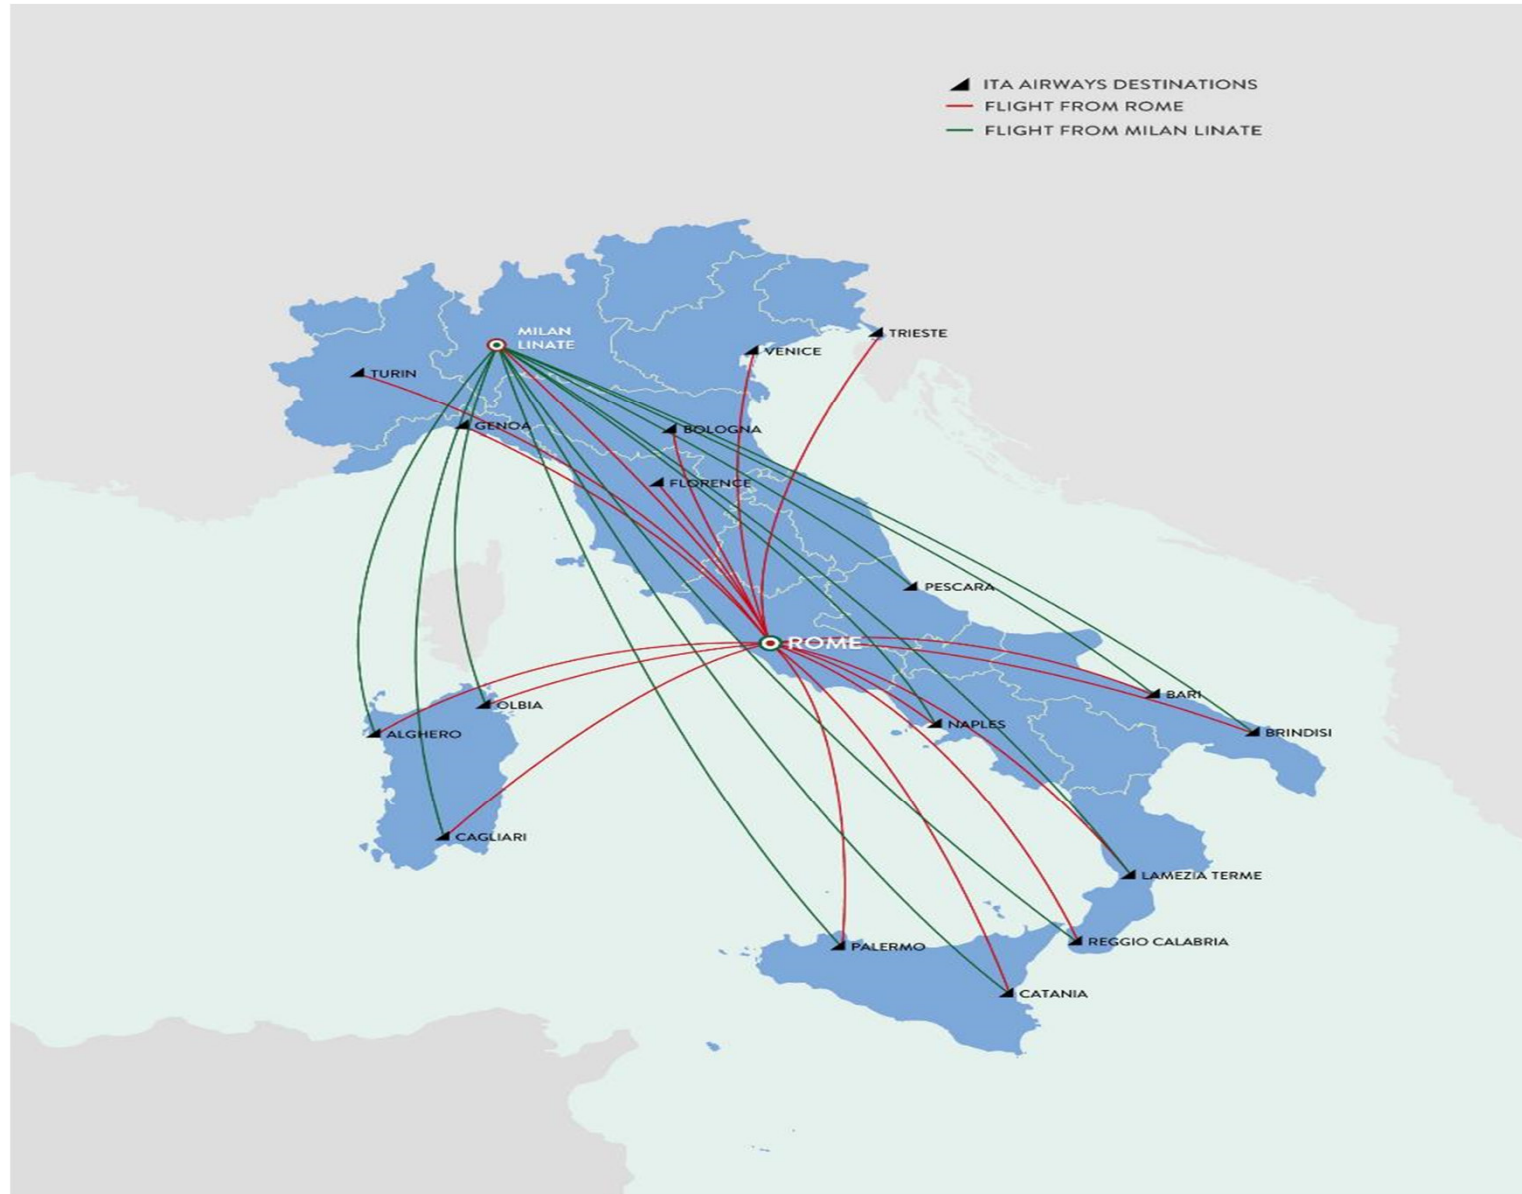 ITA AIRWAYS DESTINATIONS
FLIGHT FROM ROME
FLIGHT FROM MILAN LINATE
MILAN
LINATE
TRIESTE
VENICE
TURIN
GENOA
BOLOGNA
FLORENCE
PESCARA
ROME
BARI
OLBIA
NAPLES
BRINDISI
ALGHERO
CAGLIARI
LAMEZIA TERME
REGGIO CALABRIA
PALERMO
CATANIA